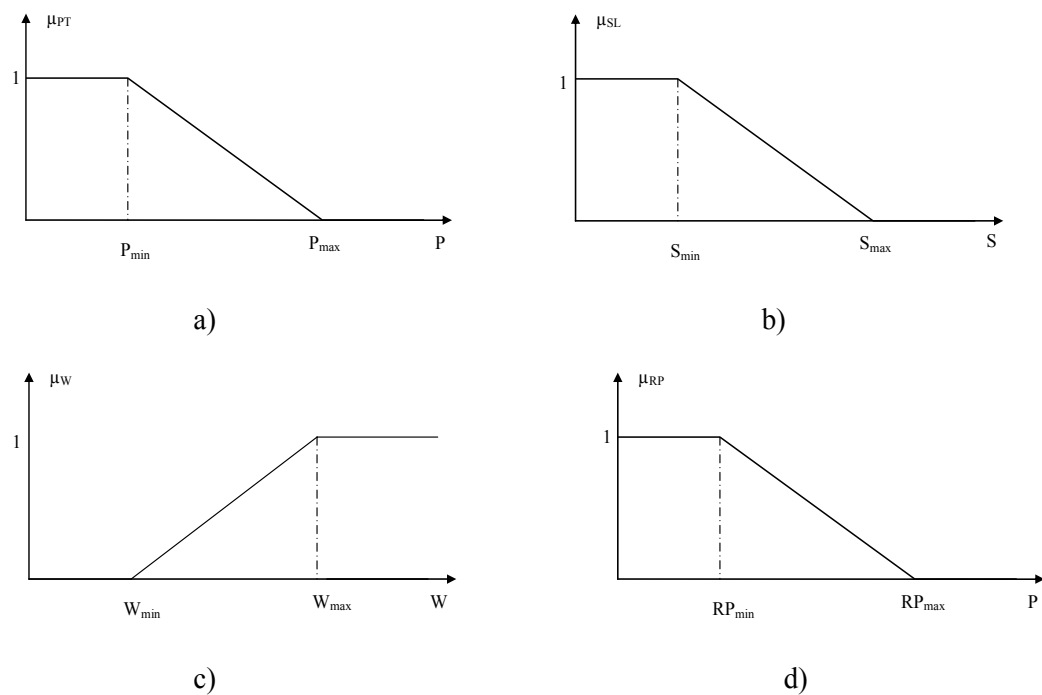 μPT
1
Pmin
Pmax
P
a)
μSL
1
Smin
Smax
S
b)
μW
1
Wmin
Wmax
W
c)
μRP
1
RPmin
RPmax
P
d)